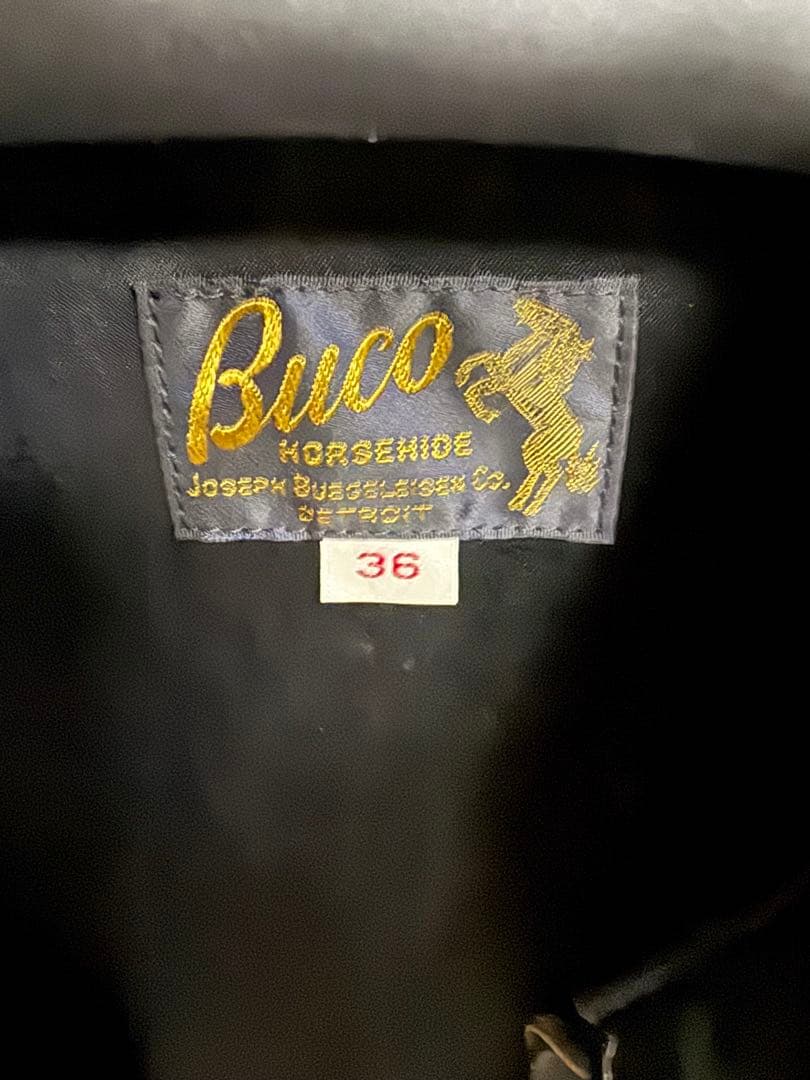 Buco
HORSEHIDE
JOSEPH BUEGELEISEN CO.
DETROIT
36